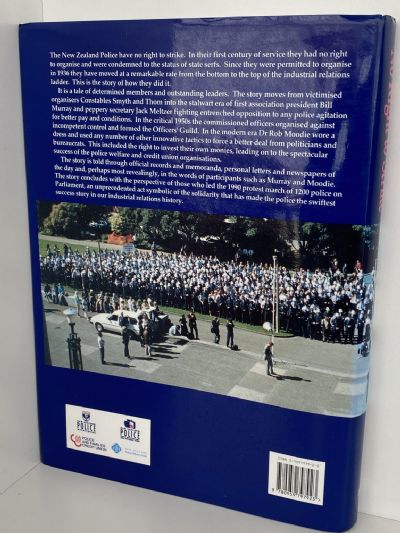 The New Zealand Police have no right to strike. In their first century of service they had no right
to organise and were condemned to the status of state serfs. Since they were permitted to organise
in 1936 they have moved at a remarkable rate from the bottom to the top of the industrial relations
ladder. This is the story of how they did it.
It is a tale of determined members and outstanding leaders. The story moves from victimised
organisers Constables Smyth and Thorn into the stalwart era of first association president Bill
Murray and peppery secretary Jack Meltzer fighting entrenched opposition to any police agitation
for better pay and conditions. In the critical 1950s the commissioned officers organised against
incompetent control and formed the Officers' Guild. In the modern era Dr Rob Moodie wore a
dress and used any number of other innovative tactics to force a better deal from politicians and
bureaucrats. This included the right to invest their own monies, leading on to the spectacular
success of the police welfare and credit union organisations.
The story is told through official records and memoranda, personal letters and newspapers of
the day and, perhaps most revealingly, in the words of participants such as Murray and Moodie.
The story concludes with the perspective of those who led the 1990 protest march of 1200 police on
Parliament, an unprecedented act symbolic of the solidarity that has made the police the swiftest
success story in our industrial relations history.
POLICE
POLICE
POLICE
AND FAMILIES
CREDIT UNION